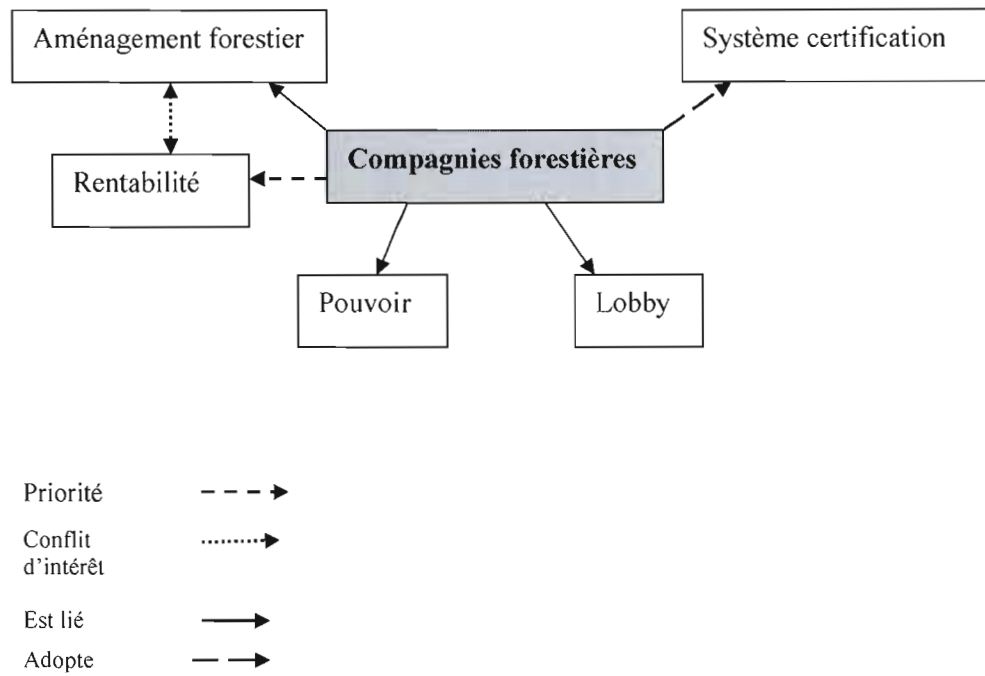 Aménagement forestier
Système certification
Compagnies forestières
Rentabilité
Pouvoir
Lobby
Priorité
Conflit
d'intérêt
Est lié
Adopte